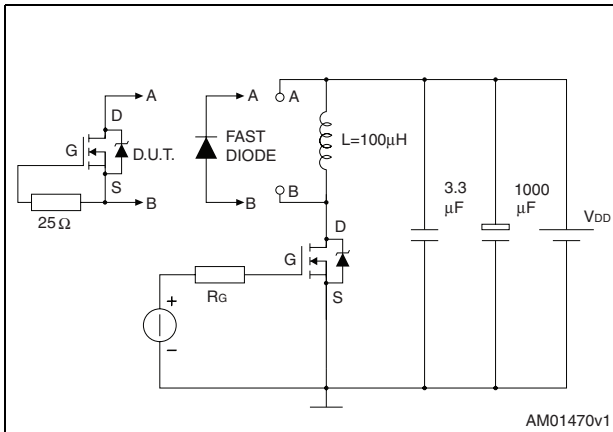 A
A
A
D
G
D.U.T.
FAST
DIODE
L=100µH
S
B
B
B
25 Ω
3.3
µF
1000
µF
VDD
D
G
S
RG
+
−
AM01470v1